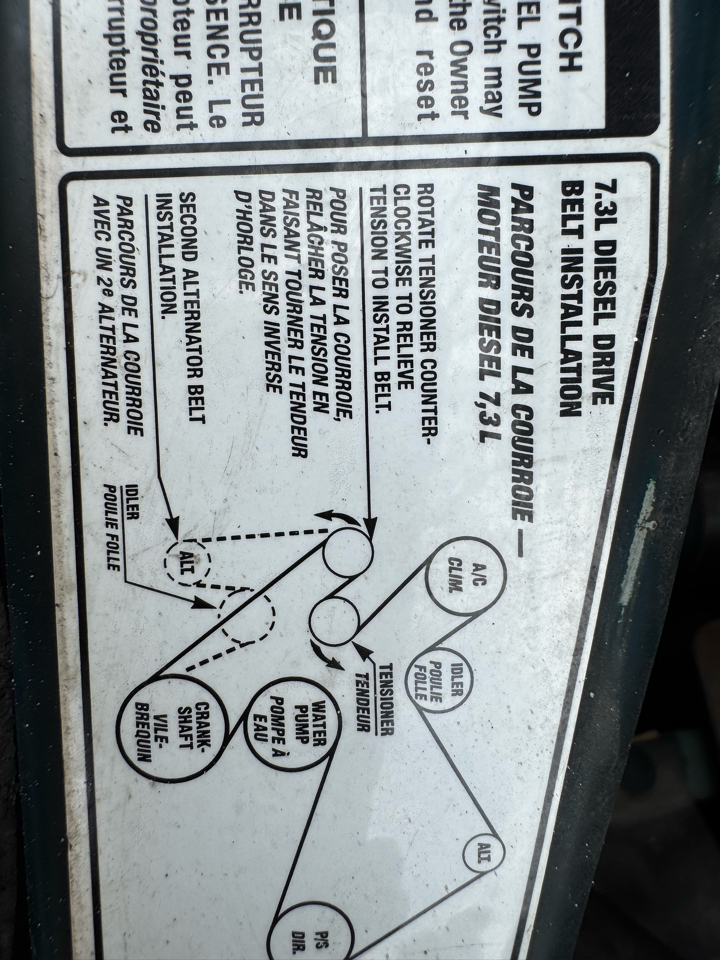 ITCH
EL PUMP
witch may
the Owner
nd reset
TIQUE
E
RRUPTEUR
SENCE. Le
oteur peut
propriétaire
rrupteur et
7.3L DIESEL DRIVE
BELT INSTALLATION
PARCOURS DE LA COURROIE —
MOTEUR DIESEL 7,3L
ROTATE TENSIONER COUNTER-
CLOCKWISE TO RELIEVE
TENSION TO INSTALL BELT.
POUR POSER LA COURROIE,
RELÂCHER LA TENSION EN
FAISANT TOURNER LE TENDEUR
DANS LE SENS INVERSE
D'HORLOGE.
SECOND ALTERNATOR BELT
INSTALLATION.
PARCOURS DE LA COURROIE
AVEC UN 2e ALTERNATEUR.
IDLER
POULIE FOLLE
A/C
CLIM.
IDLER
POULIE
FOLLE
ALT.
TENSIONER
TENDEUR
ALT.
WATER
PUMP
POMPE À
EAU
CRANK-
SHAFT
VILE-
BREQUIN
P/S
DIR.